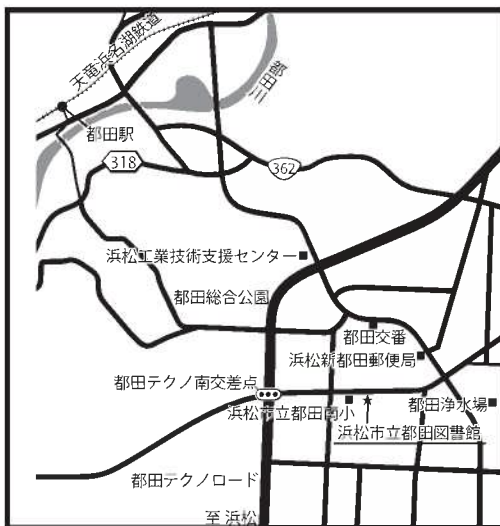 天竜浜名湖鉄道
三田
都田駅
318
362
浜松工業技術支援センター
都田総合公園
都田交番
浜松新都田郵便局
都田テクノ南交差点
浜松市立都田南小
都田浄水場
浜松市立都田図書館
都田テクノロード
至 浜松